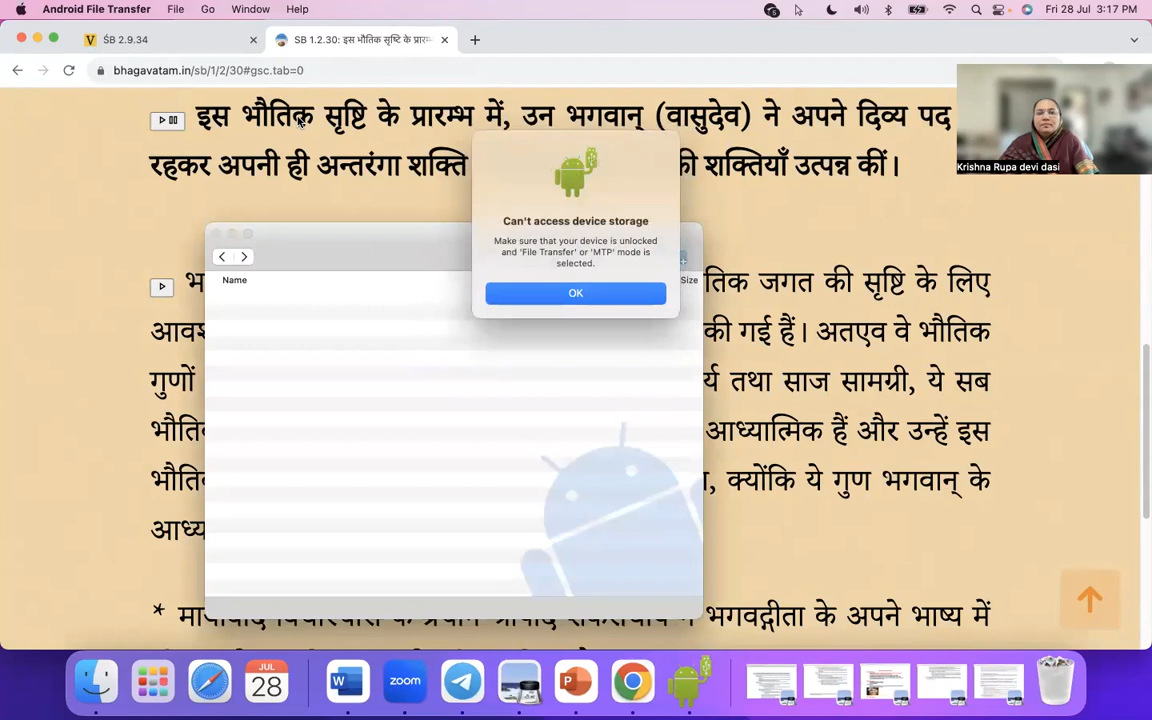 Android File Transfer File Go Window Help Fri 28 Jul 3:17 PM
ŚB 2.9.34
SB 1.2.30: इस भौतिक सृष्टि के प्रारम्भ
bhagavatam.in/sb/1/2/30#gsc.tab=0
इस भौतिक सृष्टि के प्रारम्भ में, उन भगवान् (वासुदेव) ने अपने दिव्य पद
Krishna Rupa devi dasi
रहकर अपनी ही अन्तरंगा शक्ति की शक्तियाँ उत्पन्न कीं।
Can't access device storage
Make sure that your device is unlocked
and 'File Transfer' or 'MTP' mode is
selected.
OK
Name Size
तिक जगत की सृष्टि के लिए
की गई हैं। अतएव वे भौतिक
गुणों र्य तथा साज सामग्री, ये सब
आध्यात्मिक हैं और उन्हें इस
क्योंकि ये गुण भगवान् के
* भगवद्गीता के अपने भाष्य में
JUL
28
W
zoom
P